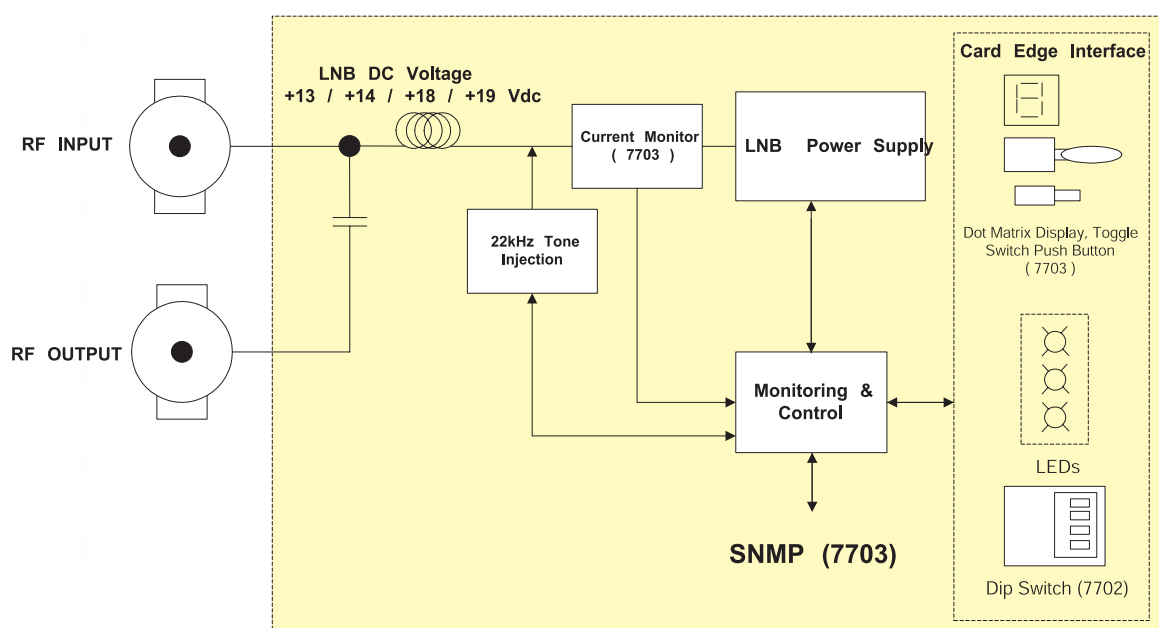 LNB DC Voltage
+13 / +14 / +18 / +19 Vdc
RF INPUT
Current Monitor
( 7703 )
LNB Power Supply
22kHz Tone
Injection
RF OUTPUT
Monitoring &
Control
SNMP (7703)
Card Edge Interface
Dot Matrix Display, Toggle
Switch Push Button
( 7703 )
LEDs
Dip Switch (7702)